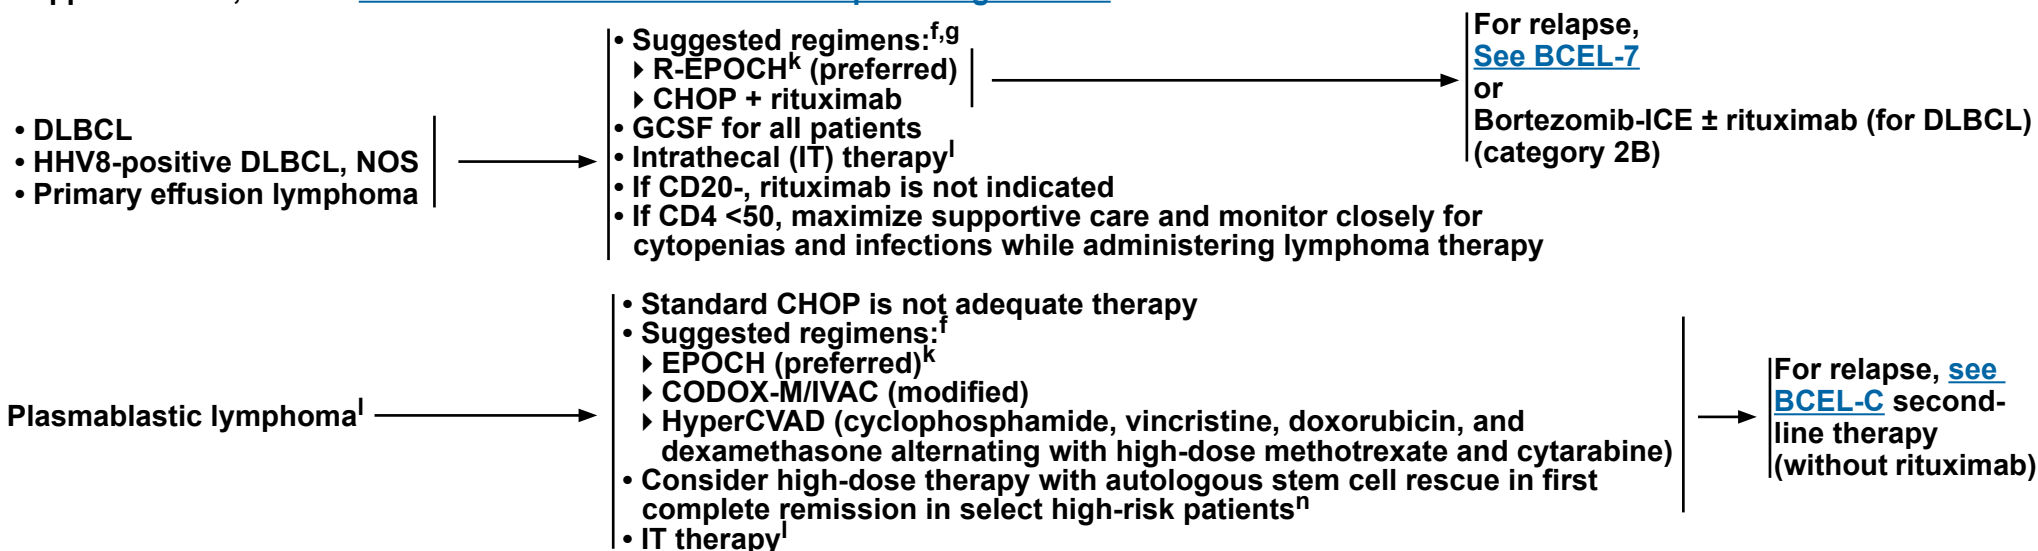 • DLBCL
• HHV8-positive DLBCL, NOS
• Primary effusion lymphoma
• Suggested regimens:f,g
▸ R-EPOCHk (preferred)
▸ CHOP + rituximab
• GCSF for all patients
• Intrathecal (IT) therapyl
• If CD20-, rituximab is not indicated
• If CD4 <50, maximize supportive care and monitor closely for
cytopenias and infections while administering lymphoma therapy
For relapse,
See BCEL-7
or
Bortezomib-ICE ± rituximab (for DLBCL)
(category 2B)
Plasmablastic lymphomal
• Standard CHOP is not adequate therapy
• Suggested regimens:f
▸ EPOCH (preferred)k
▸ CODOX-M/IVAC (modified)
▸ HyperCVAD (cyclophosphamide, vincristine, doxorubicin, and
dexamethasone alternating with high-dose methotrexate and cytarabine)
• Consider high-dose therapy with autologous stem cell rescue in first
complete remission in select high-risk patientsn
• IT therapyl
For relapse, see
BCEL-C second-
line therapy
(without rituximab)